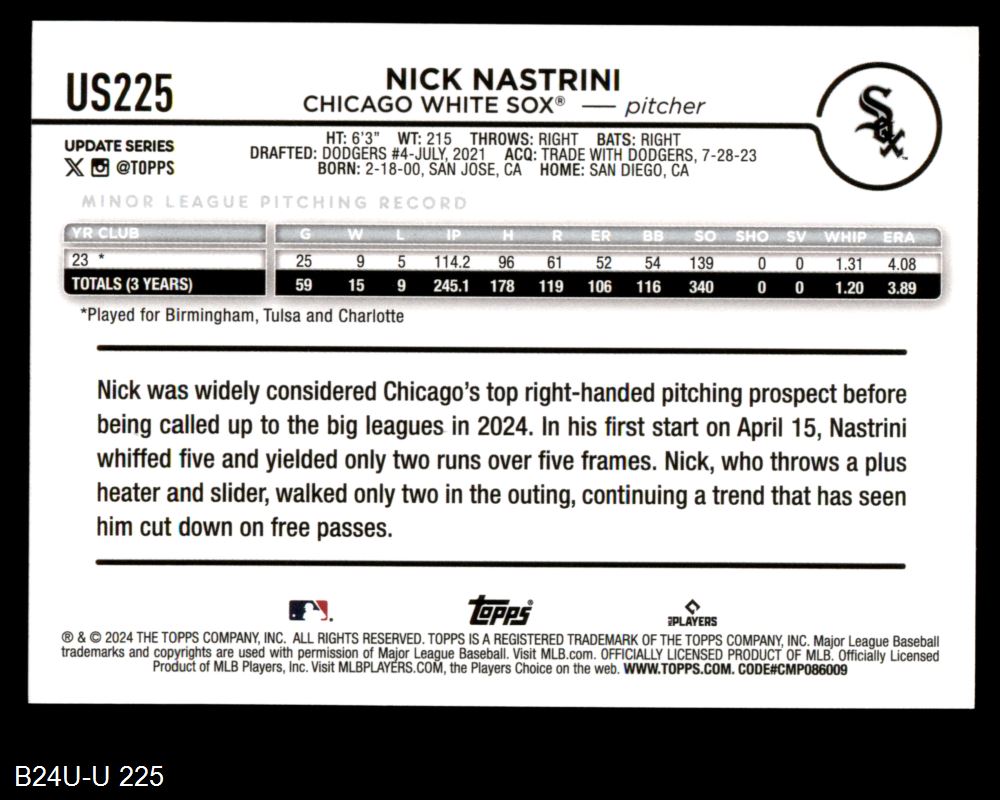 US225
NICK NASTRINI
CHICAGO WHITE SOX® — pitcher
Sox
UPDATE SERIES
@TOPPS
HT: 6'3" WT: 215 THROWS: RIGHT BATS: RIGHT
DRAFTED: DODGERS #4-JULY, 2021 ACQ: TRADE WITH DODGERS, 7-28-23
BORN: 2-18-00, SAN JOSE, CA HOME: SAN DIEGO, CA
MINOR LEAGUE PITCHING RECORD
YR CLUB G W L IP H R ER BB SO SHO SV WHIP ERA
23 * 25 9 5 114.2 96 61 52 54 139 0 0 1.31 4.08
TOTALS (3 YEARS) 59 15 9 245.1 178 119 106 116 340 0 0 1.20 3.89
*Played for Birmingham, Tulsa and Charlotte
Nick was widely considered Chicago's top right-handed pitching prospect before
being called up to the big leagues in 2024. In his first start on April 15, Nastrini
whiffed five and yielded only two runs over five frames. Nick, who throws a plus
heater and slider, walked only two in the outing, continuing a trend that has seen
him cut down on free passes.
Topps®
MLBPLAYERS
® & © 2024 THE TOPPS COMPANY, INC. ALL RIGHTS RESERVED. TOPPS IS A REGISTERED TRADEMARK OF THE TOPPS COMPANY, INC. Major League Baseball
trademarks and copyrights are used with permission of Major League Baseball. Visit MLB.com. OFFICIALLY LICENSED PRODUCT OF MLB. Officially Licensed
Product of MLB Players, Inc. Visit MLBPLAYERS.COM, the Players Choice on the web. WWW.TOPPS.COM. CODE#CMP086009
B24U-U 225